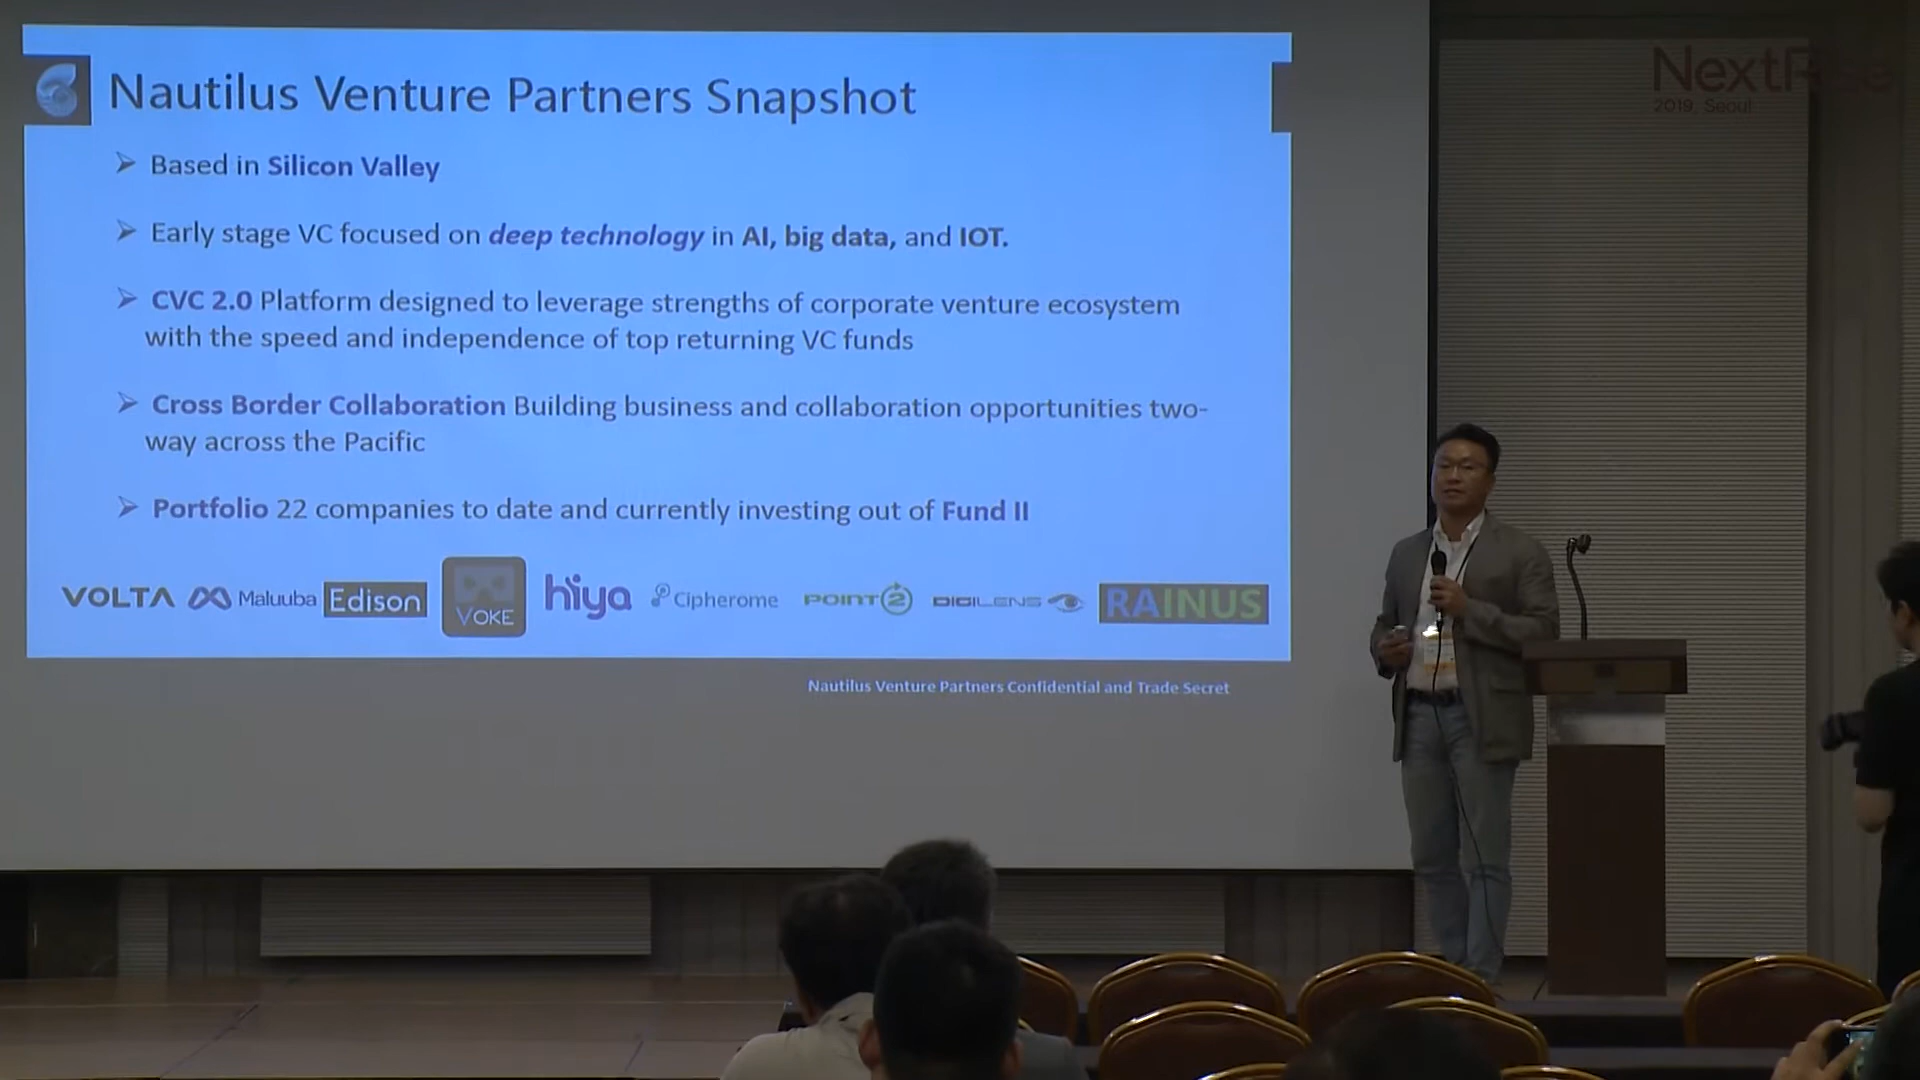 Nautilus Venture Partners Snapshot
NextRise
2019, Seoul
Based in Silicon Valley
Early stage VC focused on deep technology in AI, big data, and IOT.
CVC 2.0 Platform designed to leverage strengths of corporate venture ecosystem
with the speed and independence of top returning VC funds
Cross Border Collaboration Building business and collaboration opportunities two-
way across the Pacific
Portfolio 22 companies to date and currently investing out of Fund II
VOLTA Maluuba Edison VOKE hiya Cipherome POINT2 DIGILENS RAINUS
Nautilus Venture Partners Confidential and Trade Secret